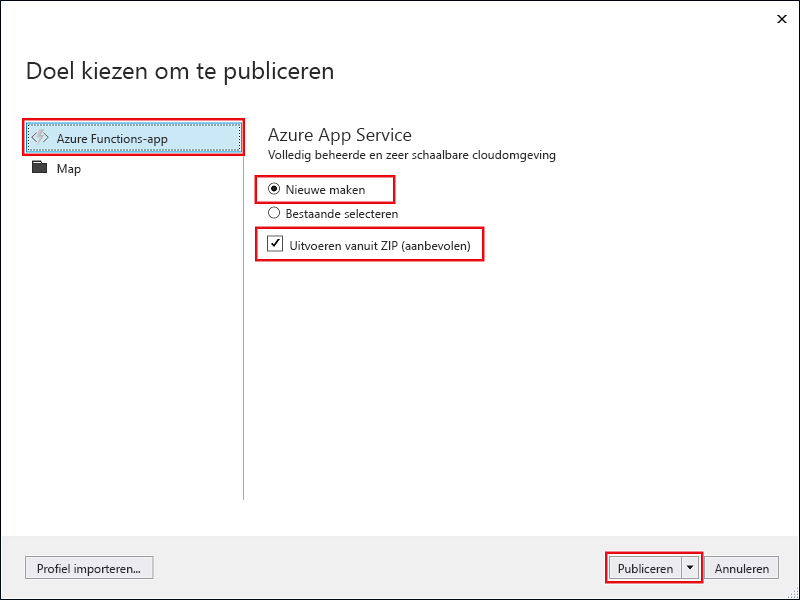 Doel kiezen om te publiceren
Azure Functions-app
Map
Azure App Service
Volledig beheerde en zeer schaalbare cloudomgeving
Nieuwe maken
Bestaande selecteren
Uitvoeren vanuit ZIP (aanbevolen)
Profiel importeren...
Publiceren
Annuleren